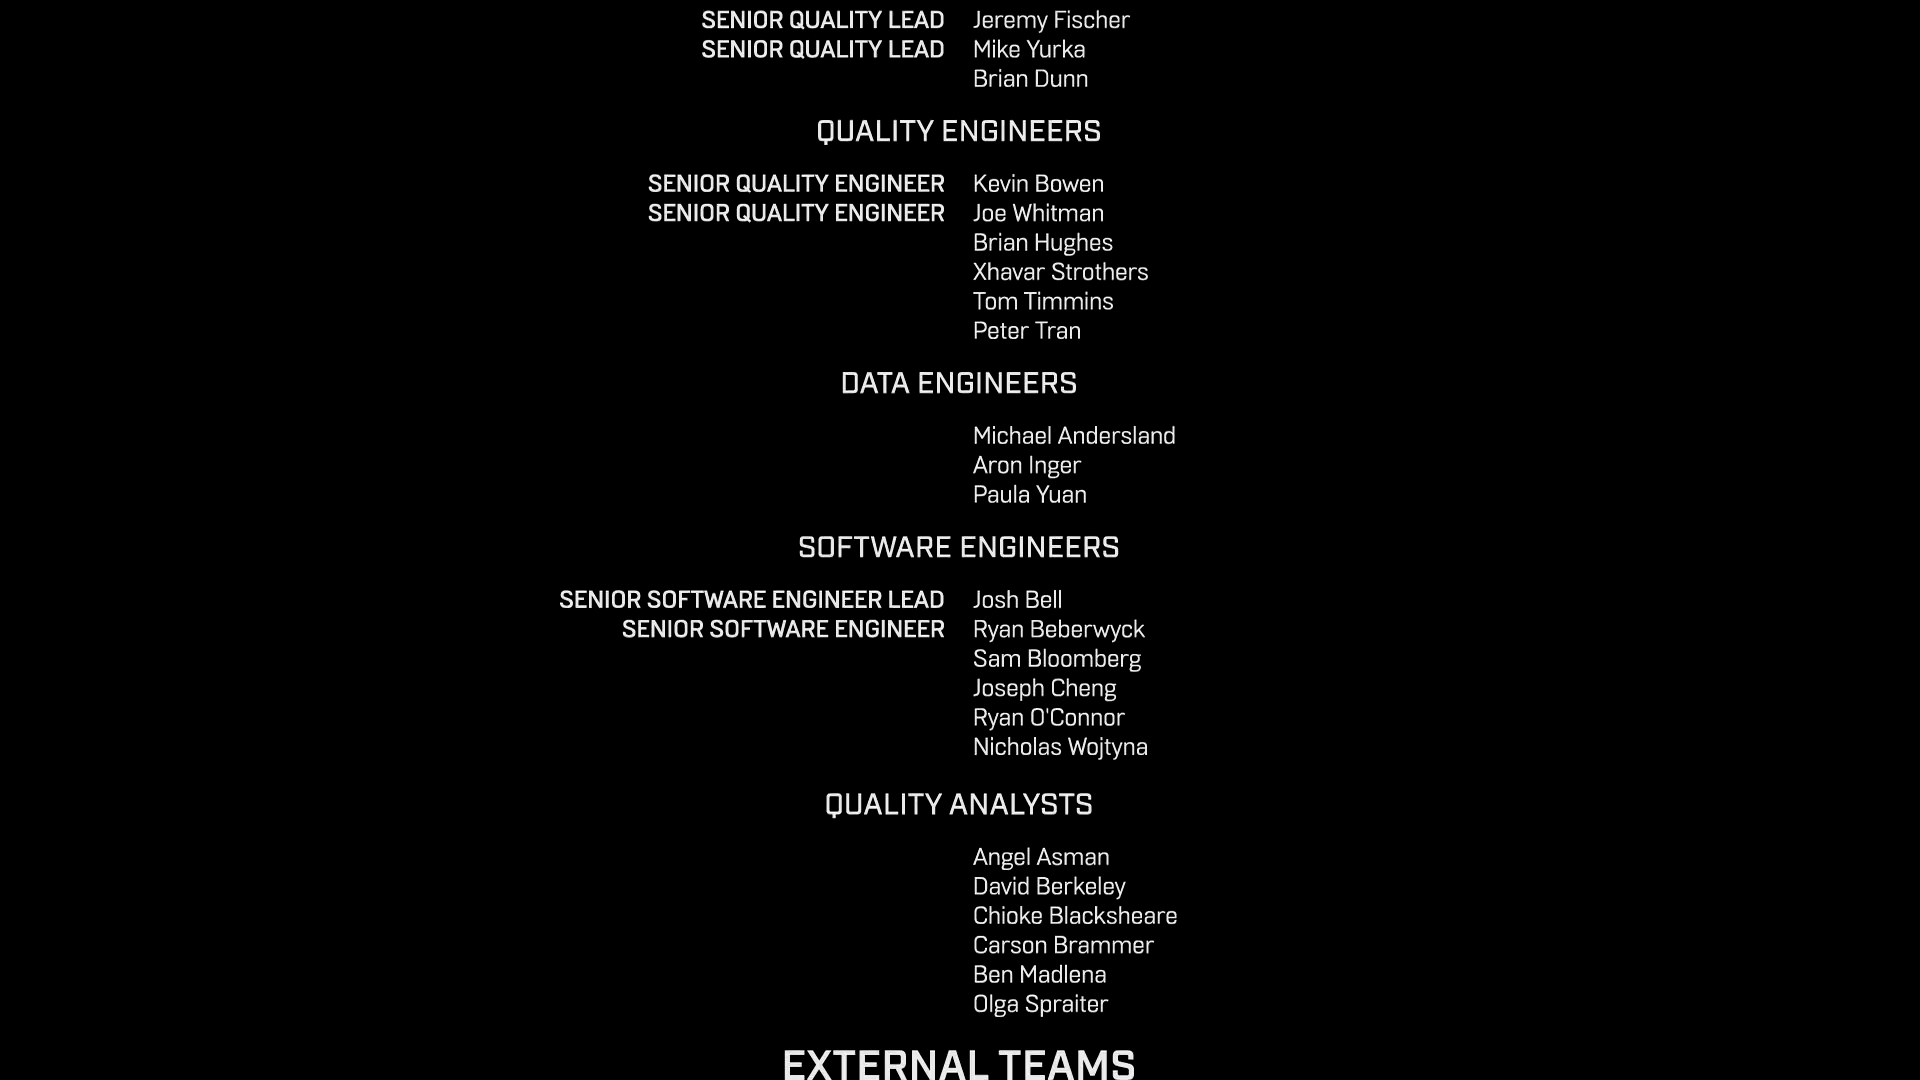 SENIOR QUALITY LEAD Jeremy Fischer
SENIOR QUALITY LEAD Mike Yurka
Brian Dunn
QUALITY ENGINEERS
SENIOR QUALITY ENGINEER Kevin Bowen
SENIOR QUALITY ENGINEER Joe Whitman
Brian Hughes
Xhavar Strothers
Tom Timmins
Peter Tran
DATA ENGINEERS
Michael Andersland
Aron Inger
Paula Yuan
SOFTWARE ENGINEERS
SENIOR SOFTWARE ENGINEER LEAD Josh Bell
SENIOR SOFTWARE ENGINEER Ryan Beberwyck
Sam Bloomberg
Joseph Cheng
Ryan O'Connor
Nicholas Wojtyna
QUALITY ANALYSTS
Angel Asman
David Berkeley
Chioke Blacksheare
Carson Brammer
Ben Madlena
Olga Spraiter
EXTERNAL TEAMS